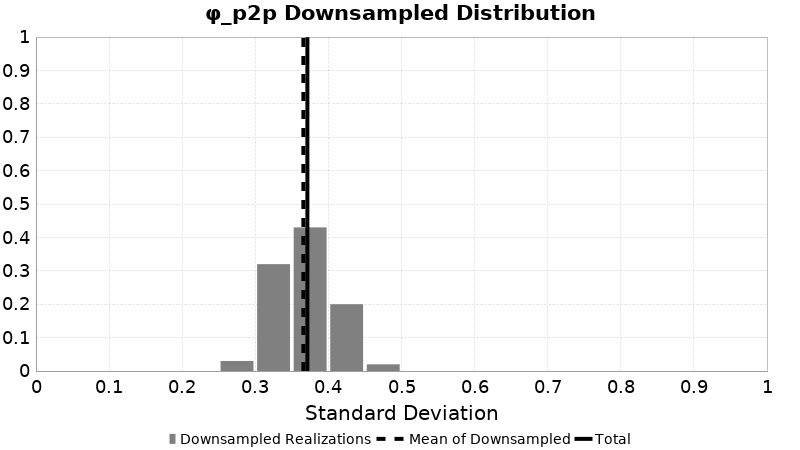 φ_p2p Downsampled Distribution
1
0.9
0.8
0.7
0.6
0.5
0.4
0.3
0.2
0.1
0
0 0.1 0.2 0.3 0.4 0.5 0.6 0.7 0.8 0.9 1
Standard Deviation
Downsampled Realizations Mean of Downsampled Total